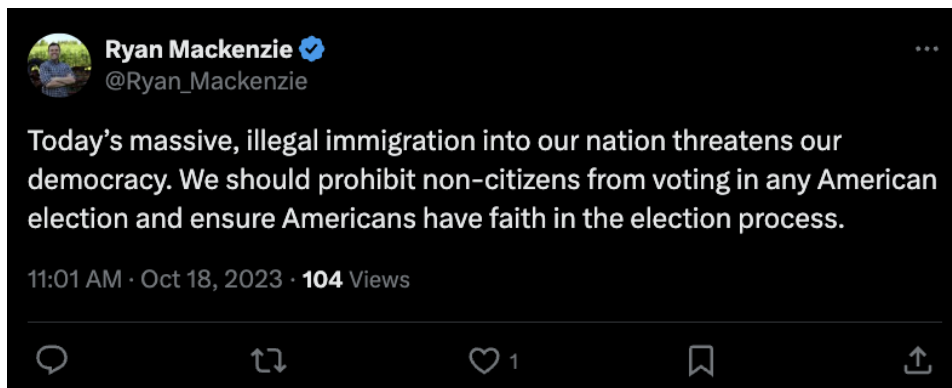 Ryan Mackenzie
@Ryan_Mackenzie
Today’s massive, illegal immigration into our nation threatens our
democracy. We should prohibit non-citizens from voting in any American
election and ensure Americans have faith in the election process.
11:01 AM · Oct 18, 2023 · 104 Views
1